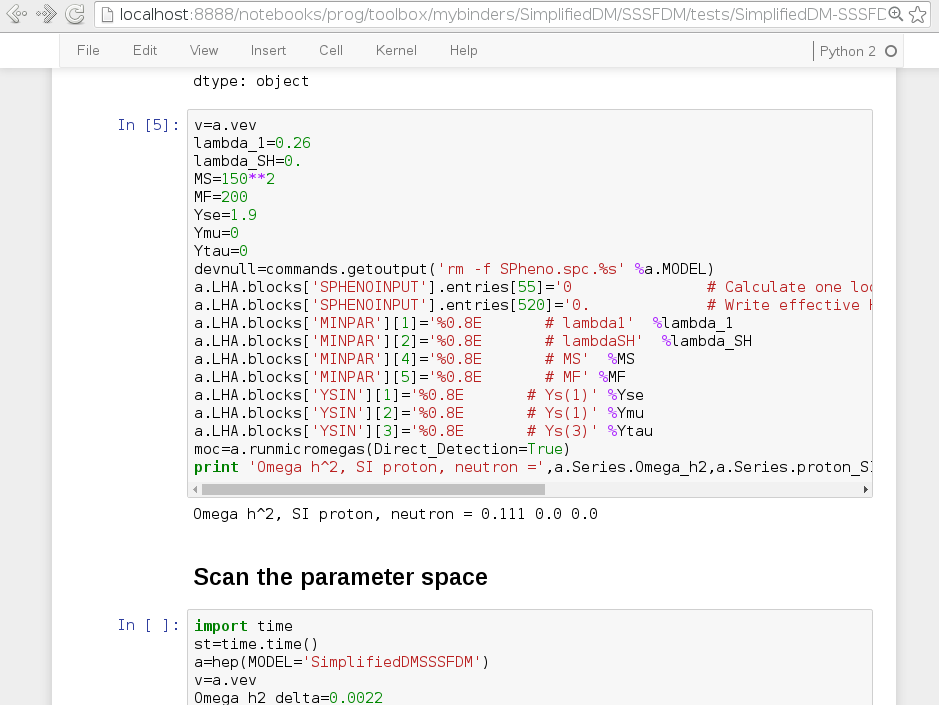 localhost:8888/notebooks/prog/toolbox/mybinders/SimplifiedDM/SSSFDM/tests/SimplifiedDM-SSSFD
File Edit View Insert Cell Kernel Help Python 2
dtype: object
In [5]: v=a.vev
lambda_1=0.26
lambda_SH=0.
MS=150**2
MF=200
Yse=1.9
Ymu=0
Ytau=0
devnull=commands.getoutput('rm -f SPheno.spc.%s' %a.MODEL)
a.LHA.blocks['SPHENOINPUT'].entries[55]='0 # Calculate one loo
a.LHA.blocks['SPHENOINPUT'].entries[520]='0. # Write effective
a.LHA.blocks['MINPAR'][1]='%0.8E # lambda1' %lambda_1
a.LHA.blocks['MINPAR'][2]='%0.8E # lambdaSH' %lambda_SH
a.LHA.blocks['MINPAR'][4]='%0.8E # MS' %MS
a.LHA.blocks['MINPAR'][5]='%0.8E # MF' %MF
a.LHA.blocks['YSIN'][1]='%0.8E # Ys(1)' %Yse
a.LHA.blocks['YSIN'][2]='%0.8E # Ys(1)' %Ymu
a.LHA.blocks['YSIN'][3]='%0.8E # Ys(3)' %Ytau
moc=a.runmicromegas(Direct_Detection=True)
print 'Omega h^2, SI proton, neutron =',a.Series.Omega_h2,a.Series.proton_SI
Omega h^2, SI proton, neutron = 0.111 0.0 0.0
Scan the parameter space
In [ ]: import time
st=time.time()
a=hep(MODEL='SimplifiedDMSSSFDM')
v=a.vev
Omega_h2_delta=0.0022